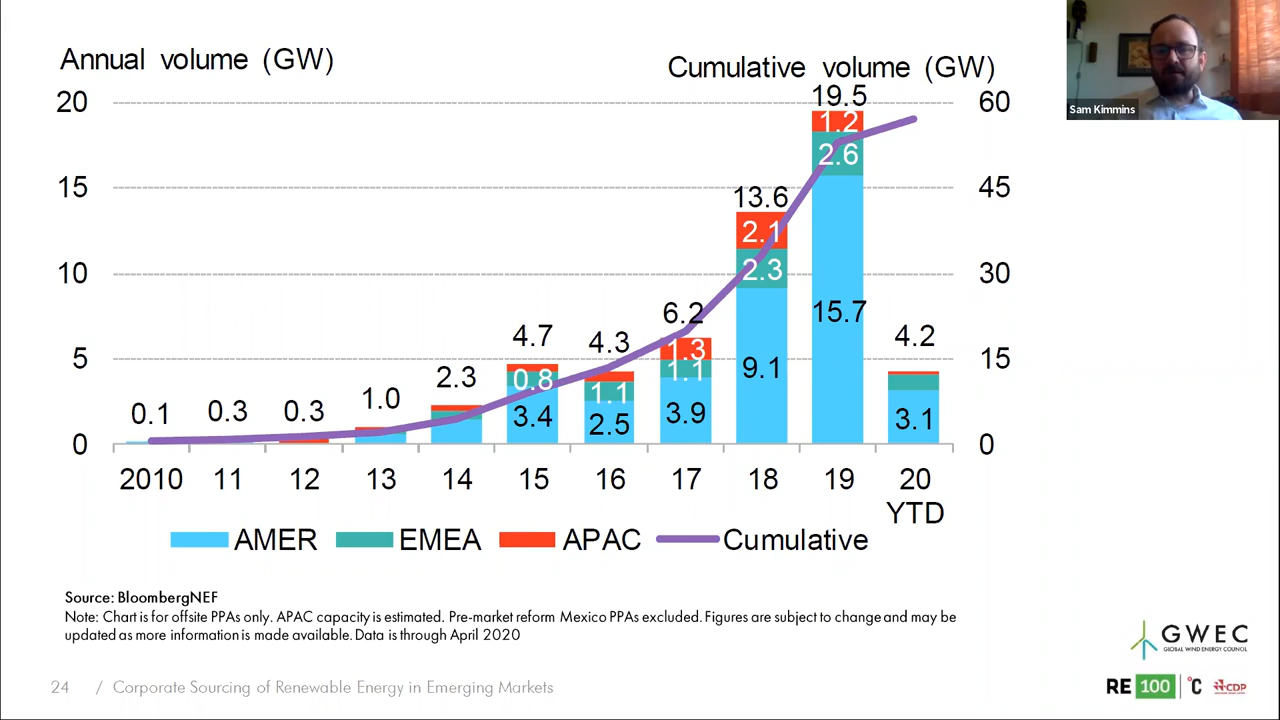 Annual volume (GW)
Cumulative volume (GW)
Sam Kimmins
20
15
10
5
0
60
45
30
15
0
0.1
0.3
0.3
1.0
2.3
4.7
0.8
3.4
4.3
1.1
2.5
6.2
1.3
1.1
3.9
13.6
2.1
2.3
9.1
19.5
1.2
2.6
15.7
4.2
3.1
2010 11 12 13 14 15 16 17 18 19 20
YTD
AMER EMEA APAC Cumulative
Source: BloombergNEF
Note: Chart is for offsite PPAs only. APAC capacity is estimated. Pre-market reform Mexico PPAs excluded. Figures are subject to change and may be
updated as more information is made available. Data is through April 2020
GWEC
GLOBAL WIND ENERGY COUNCIL
24 / Corporate Sourcing of Renewable Energy in Emerging Markets
RE 100 °C CDP